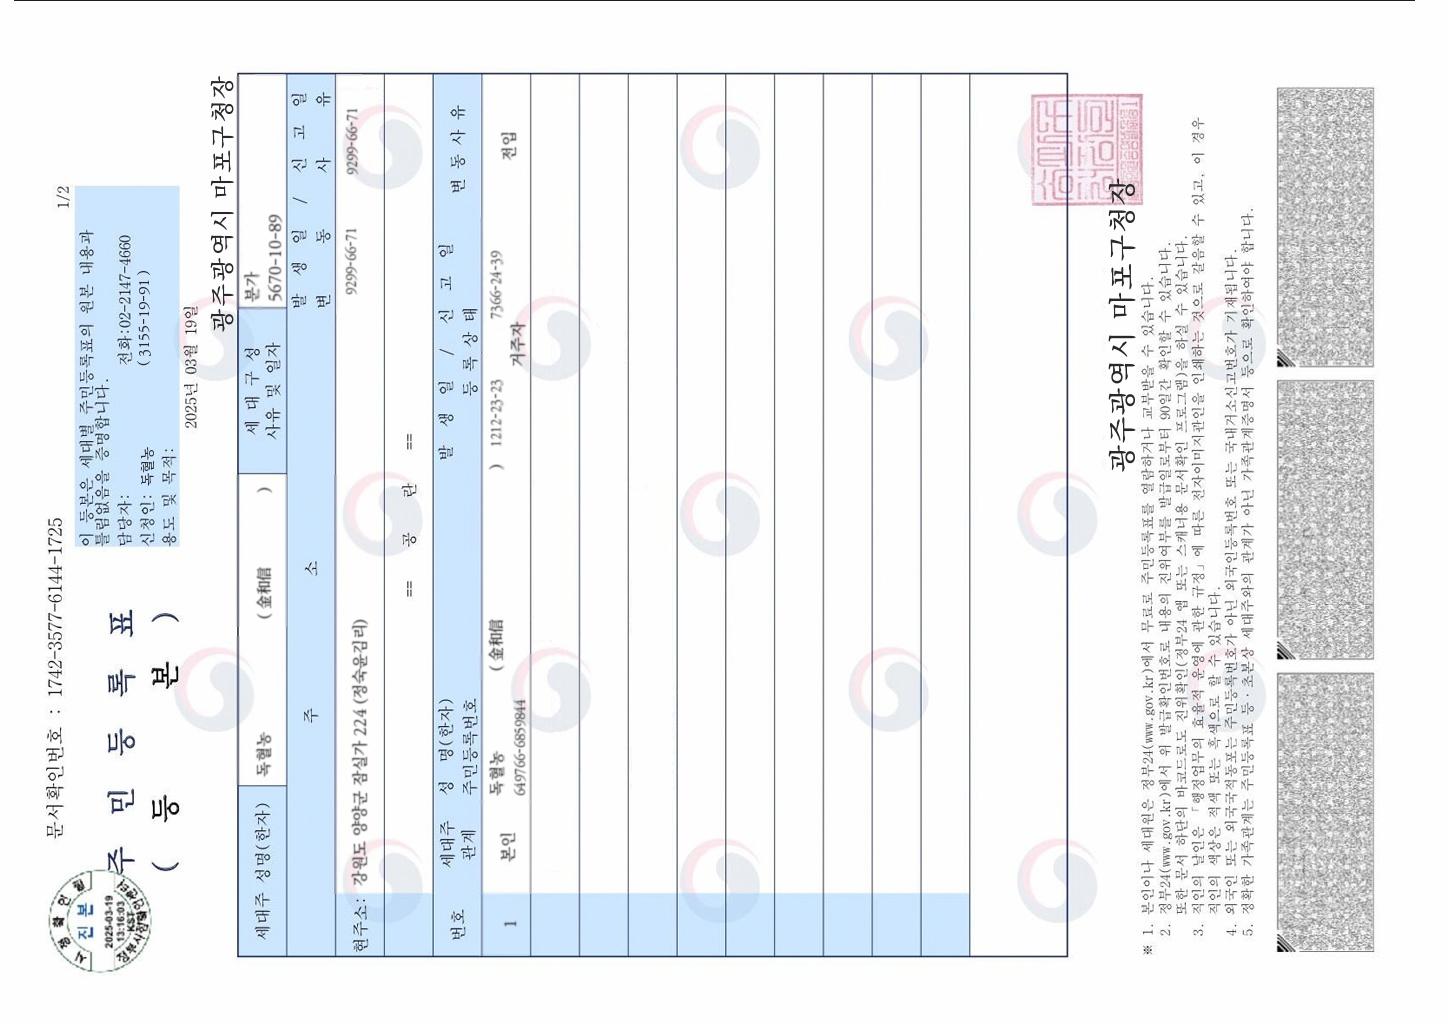 문서확인번호 : 1742-3577-6144-1725
1/2
주 민 등 록 표
( 등 본 )
이 등본은 세대별 주민등록표의 원본 내용과
틀림없음을 증명합니다.
담당자: 전화:02-2147-4660
신청인: 독혈농 (3155-19-91)
용도 및 목적:
2025년 03월 19일
시점확인필
진본
2025-03-19
13:16:03
KST
광주광역시 마포구청장
세대주 성명(한자) 독혈농 (金和信 ) 세 대 구 성 사유 및 일자 분가
5670-10-89
주 소 발 생 일 / 신 고 일
변 동 사 유
현주소: 강원도 양양군 잠실가 224 (정숙윤김리) 9299-66-71 9299-66-71
== 공 란 ==
번호 세대주 관계 성 명(한자) 주민등록번호 발 생 일 / 신 고 일 등록상태 변동사유
1 본인 독혈농 (金和信 ) 1212-23-23 7366-24-39
649766-6859844 거주자 전입
광주광역시 마포구청장
※ 1. 본인이나 세대원은 정부24(www.gov.kr)에서 무료로 주민등록표를 열람하거나 교부받을 수 있습니다.
2. 정부24(www.gov.kr)에서 위 발급확인번호로 내용의 진위여부를 발급일로부터 90일간 확인할 수 있습니다.
또한 문서 하단의 바코드로도 진위확인(정부24 앱 또는 스캐너용 문서확인 프로그램)을 하실 수 있습니다.
3. 직인의 날인은 「행정업무의 효율적 운영에 관한 규정」에 따른 전자이미지관인을 인쇄하는 것으로 갈음할 수 있고, 이 경우
직인의 색상은 적색 또는 흑색으로 할 수 있습니다.
4. 외국인 또는 외국국적동포는 주민등록번호가 아닌 외국인등록번호 또는 국내거소신고번호가 기재됩니다.
5. 정확한 가족관계는 주민등록표 등·초본상 세대주와의 관계가 아닌 가족관계증명서 등으로 확인하여야 합니다.